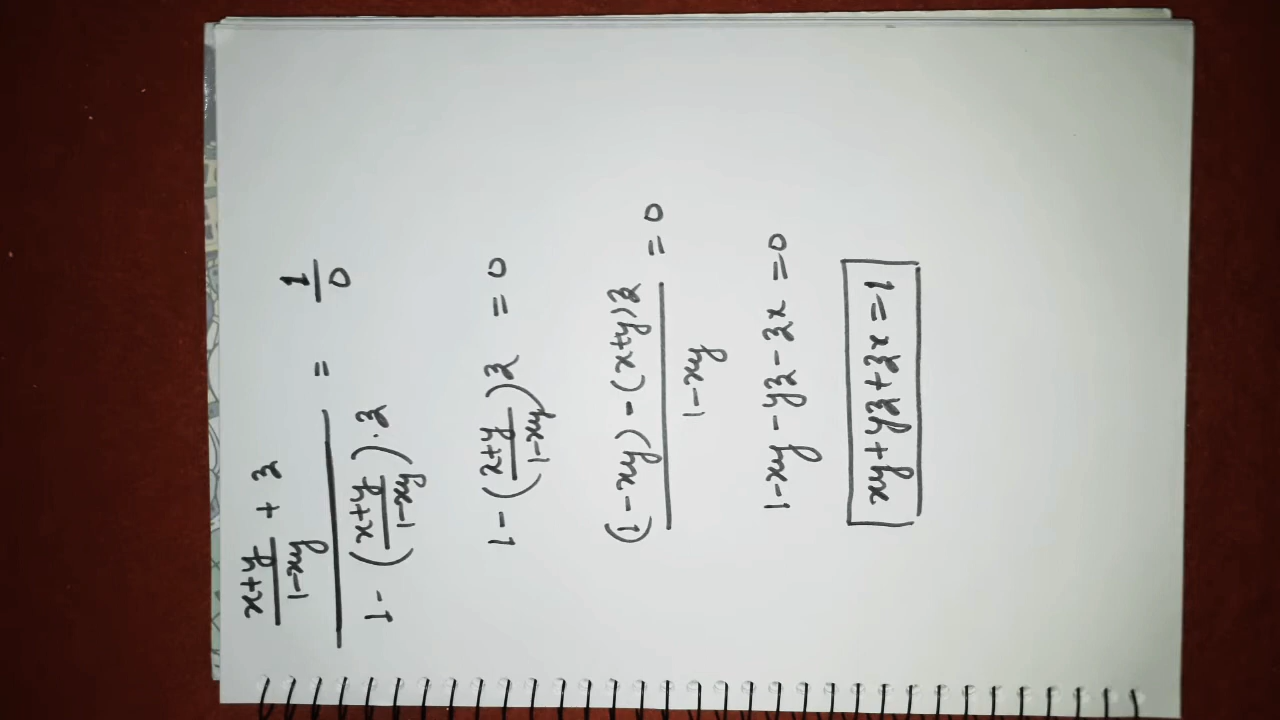 (x+y)/(1-xy) + z / 1 - ((x+y)/(1-xy)).z = 1/0
1 - ((x+y)/(1-xy))z = 0
((1-xy) - (x+y)z)/(1-xy) = 0
1-xy-yz-zx=0
xy+yz+zx=1